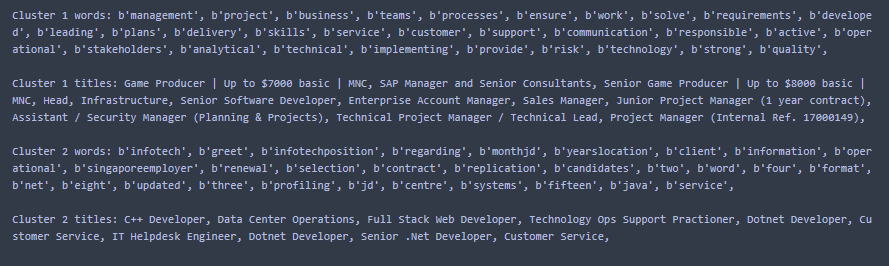 Cluster 1 words: b'management', b'project', b'business', b'teams', b'processes', b'ensure', b'work', b'solve', b'requirements', b'develope
d', b'leading', b'plans', b'delivery', b'skills', b'service', b'customer', b'support', b'communication', b'responsible', b'active', b'oper
ational', b'stakeholders', b'analytical', b'technical', b'implementing', b'provide', b'risk', b'technology', b'strong', b'quality',
Cluster 1 titles: Game Producer | Up to $7000 basic | MNC, SAP Manager and Senior Consultants, Senior Game Producer | Up to $8000 basic |
MNC, Head, Infrastructure, Senior Software Developer, Enterprise Account Manager, Sales Manager, Junior Project Manager (1 year contract),
Assistant / Security Manager (Planning & Projects), Technical Project Manager / Technical Lead, Project Manager (Internal Ref. 17000149),
Cluster 2 words: b'infotech', b'greet', b'infotechposition', b'regarding', b'monthjd', b'yearslocation', b'client', b'information', b'oper
ational', b'singaporeemployer', b'renewal', b'selection', b'contract', b'replication', b'candidates', b'two', b'word', b'four', b'format',
b'net', b'eight', b'updated', b'three', b'profiling', b'jd', b'centre', b'systems', b'fifteen', b'java', b'service',
Cluster 2 titles: C++ Developer, Data Center Operations, Full Stack Web Developer, Technology Ops Support Practioner, Dotnet Developer, Cu
stomer Service, IT Helpdesk Engineer, Dotnet Developer, Senior .Net Developer, Customer Service,